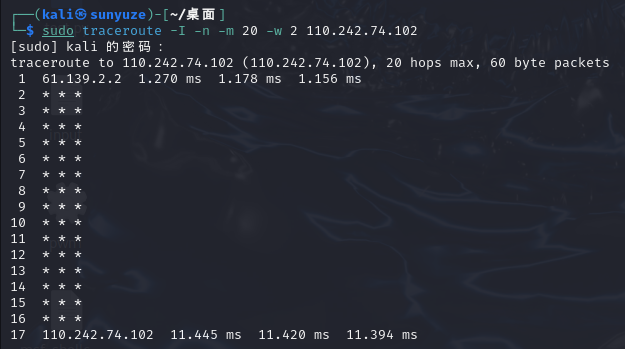 ┌──(kali㉿sunyuze)-[~/桌面]
└─$ sudo traceroute -I -n -m 20 -w 2 110.242.74.102
[sudo] kali 的密码：
traceroute to 110.242.74.102 (110.242.74.102), 20 hops max, 60 byte packets
 1  61.139.2.2  1.270 ms  1.178 ms  1.156 ms
 2  * * *
 3  * * *
 4  * * *
 5  * * *
 6  * * *
 7  * * *
 8  * * *
 9  * * *
10  * * *
11  * * *
12  * * *
13  * * *
14  * * *
15  * * *
16  * * *
17  110.242.74.102  11.445 ms  11.420 ms  11.394 ms